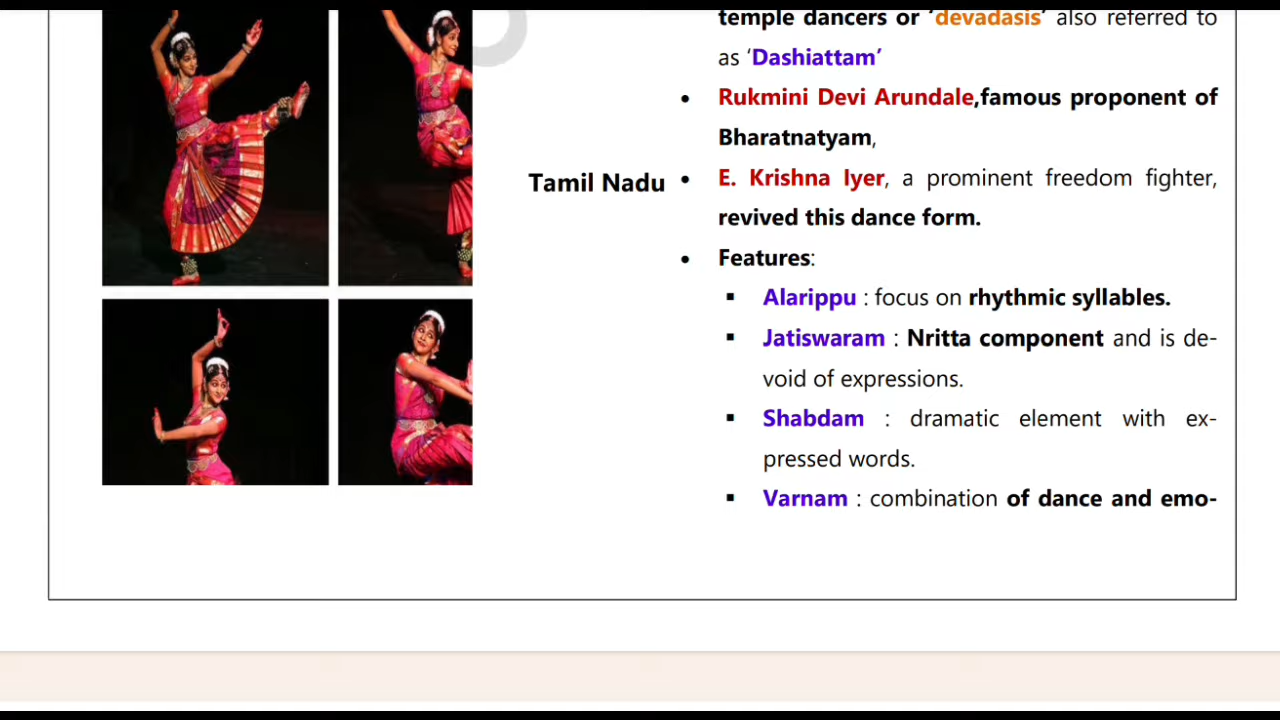 temple dancers or ‘devadasis’ also referred to
as ‘Dashiattam’
• Rukmini Devi Arundale,famous proponent of
Bharatnatyam,
Tamil Nadu
• E. Krishna Iyer, a prominent freedom fighter,
revived this dance form.
• Features:
▪ Alarippu : focus on rhythmic syllables.
▪ Jatiswaram : Nritta component and is de-
void of expressions.
▪ Shabdam : dramatic element with ex-
pressed words.
▪ Varnam : combination of dance and emo-